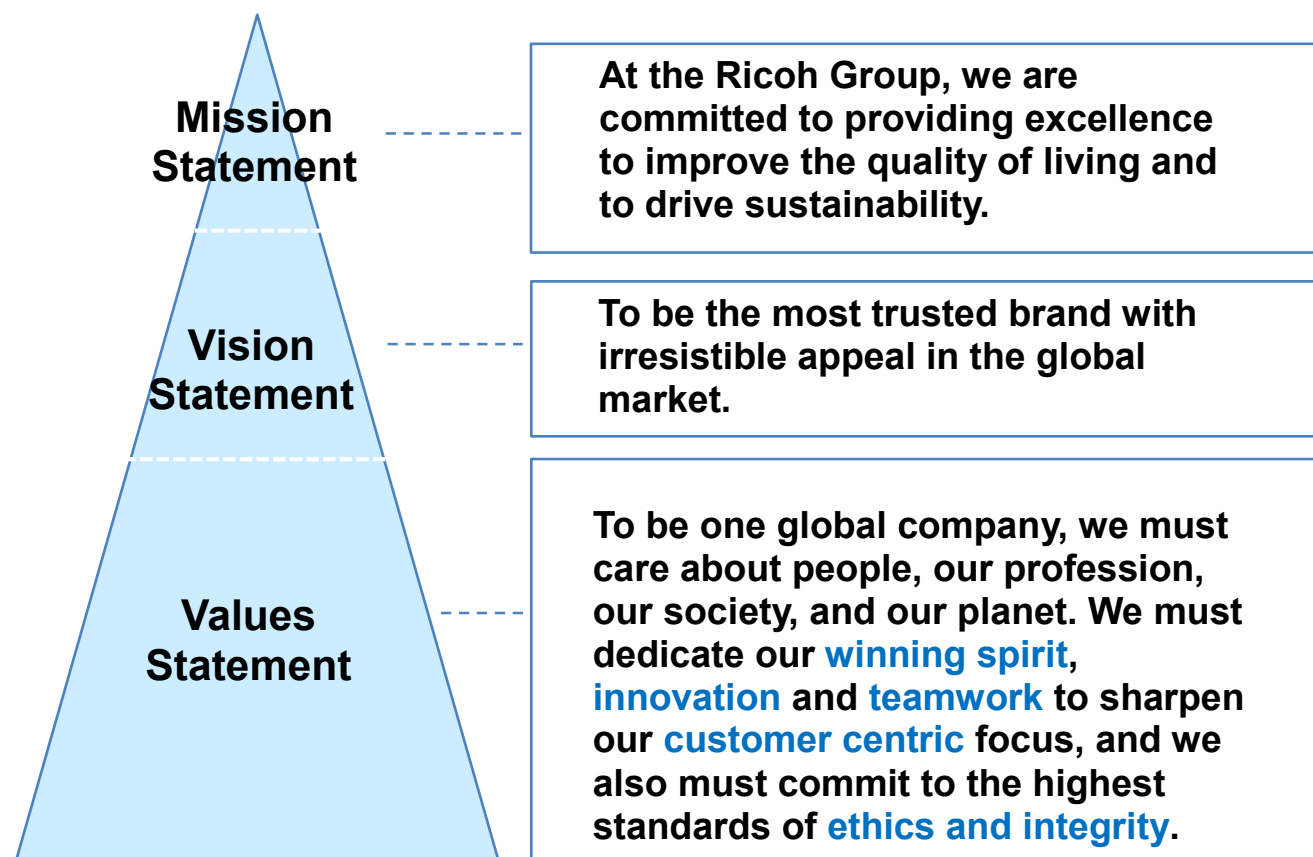 Mission
Statement
At the Ricoh Group, we are
committed to providing excellence
to improve the quality of living and
to drive sustainability.
Vision
Statement
To be the most trusted brand with
irresistible appeal in the global
market.
Values
Statement
To be one global company, we must
care about people, our profession,
our society, and our planet. We must
dedicate our winning spirit,
innovation and teamwork to sharpen
our customer centric focus, and we
also must commit to the highest
standards of ethics and integrity.